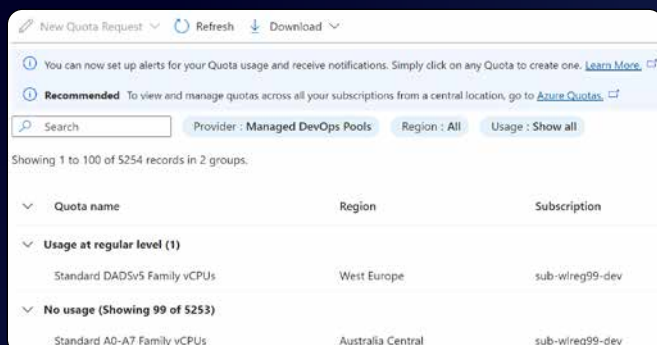 New Quota Request Refresh Download
You can now set up alerts for your Quota usage and receive notifications. Simply click on any Quota to create one. Learn More.
Recommended To view and manage quotas across all your subscriptions from a central location, go to Azure Quotas.
Search Provider : Managed DevOps Pools Region : All Usage : Show all
Showing 1 to 100 of 5254 records in 2 groups.
Quota name Region Subscription
Usage at regular level (1)
Standard DADSv5 Family vCPUs West Europe sub-wlreg99-dev
No usage (Showing 99 of 5253)
Standard A0-A7 Family vCPUs Australia Central sub-wlreg99-dev